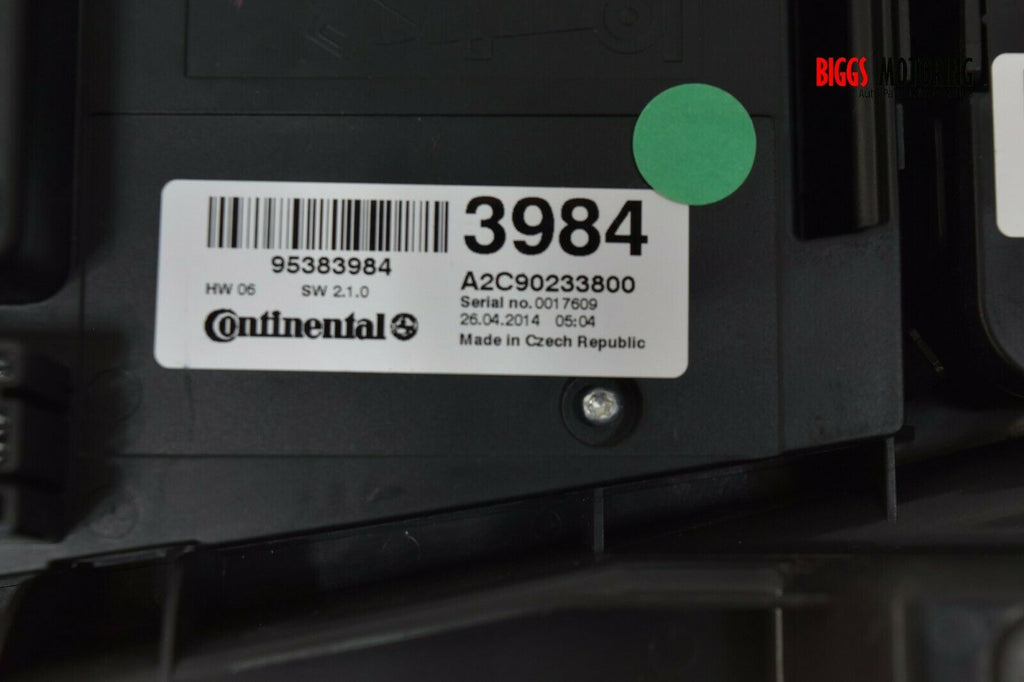 BIGGS MOTORING
3984
95383984
A2C90233800
HW 06 SW 2.1.0
Serial no. 0017609
26.04.2014 05:04
Continental
Made in Czech Republic